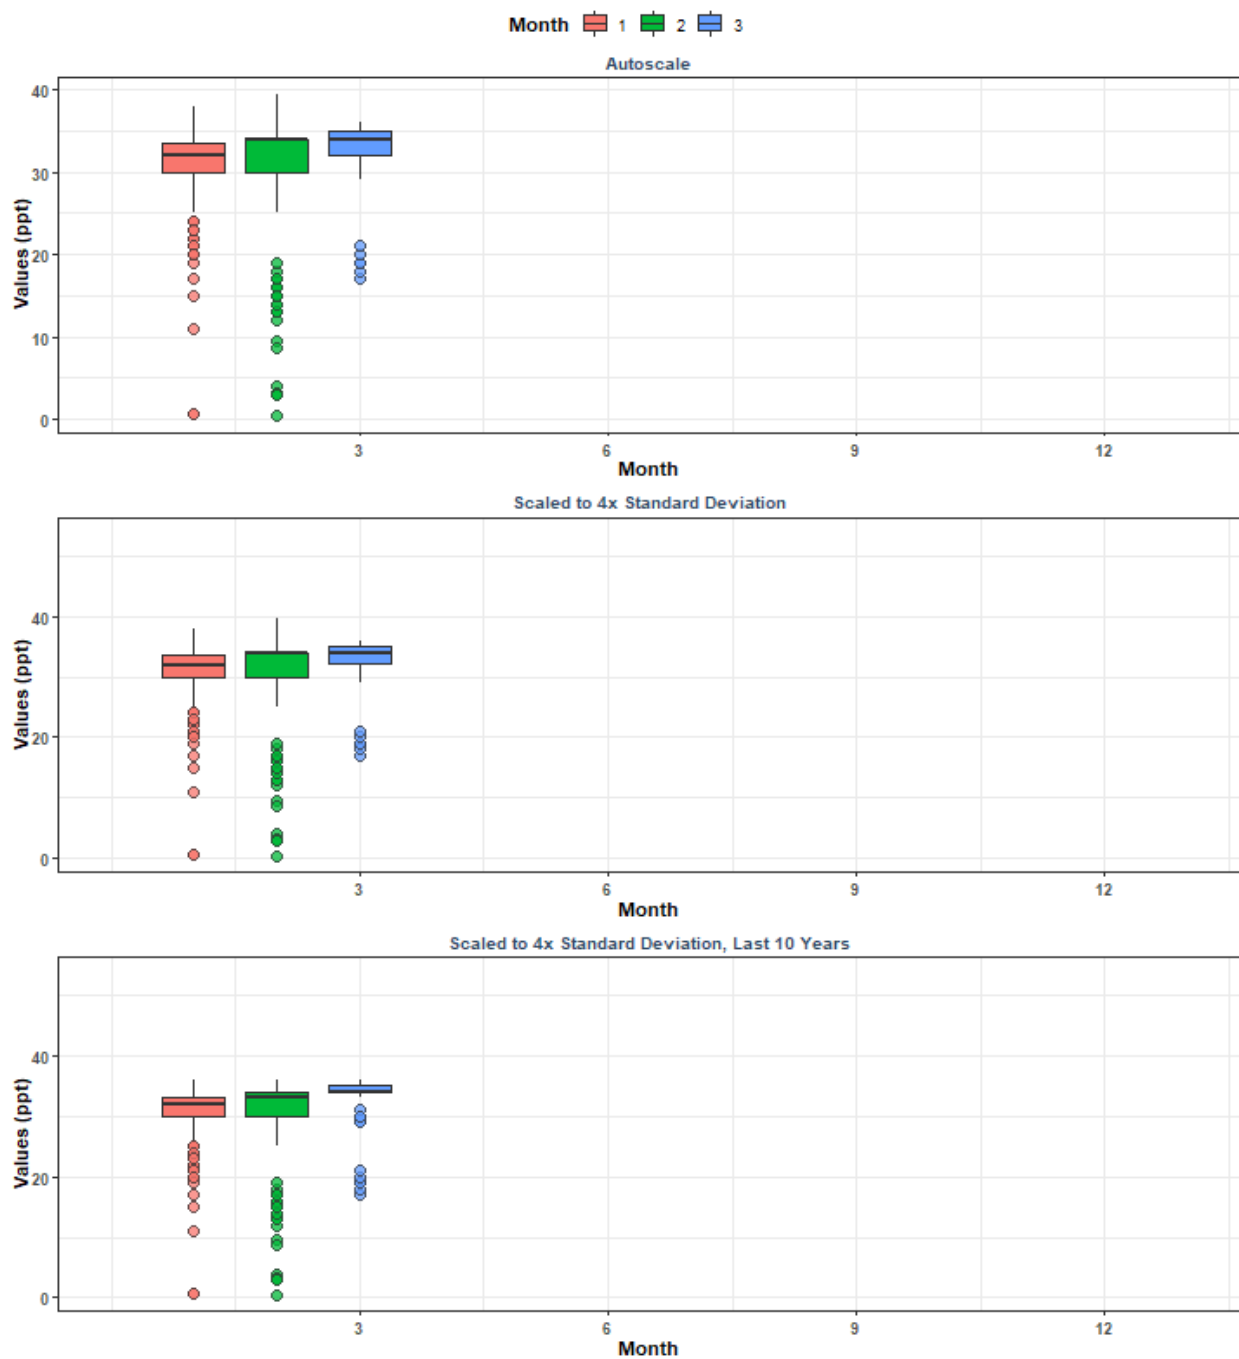 Month 1 2 3
Autoscale
Values (ppt)
40
30
20
10
0
3 6 9 12
Month
Scaled to 4x Standard Deviation
Values (ppt)
40
20
0
3 6 9 12
Month
Scaled to 4x Standard Deviation, Last 10 Years
Values (ppt)
40
20
0
3 6 9 12
Month